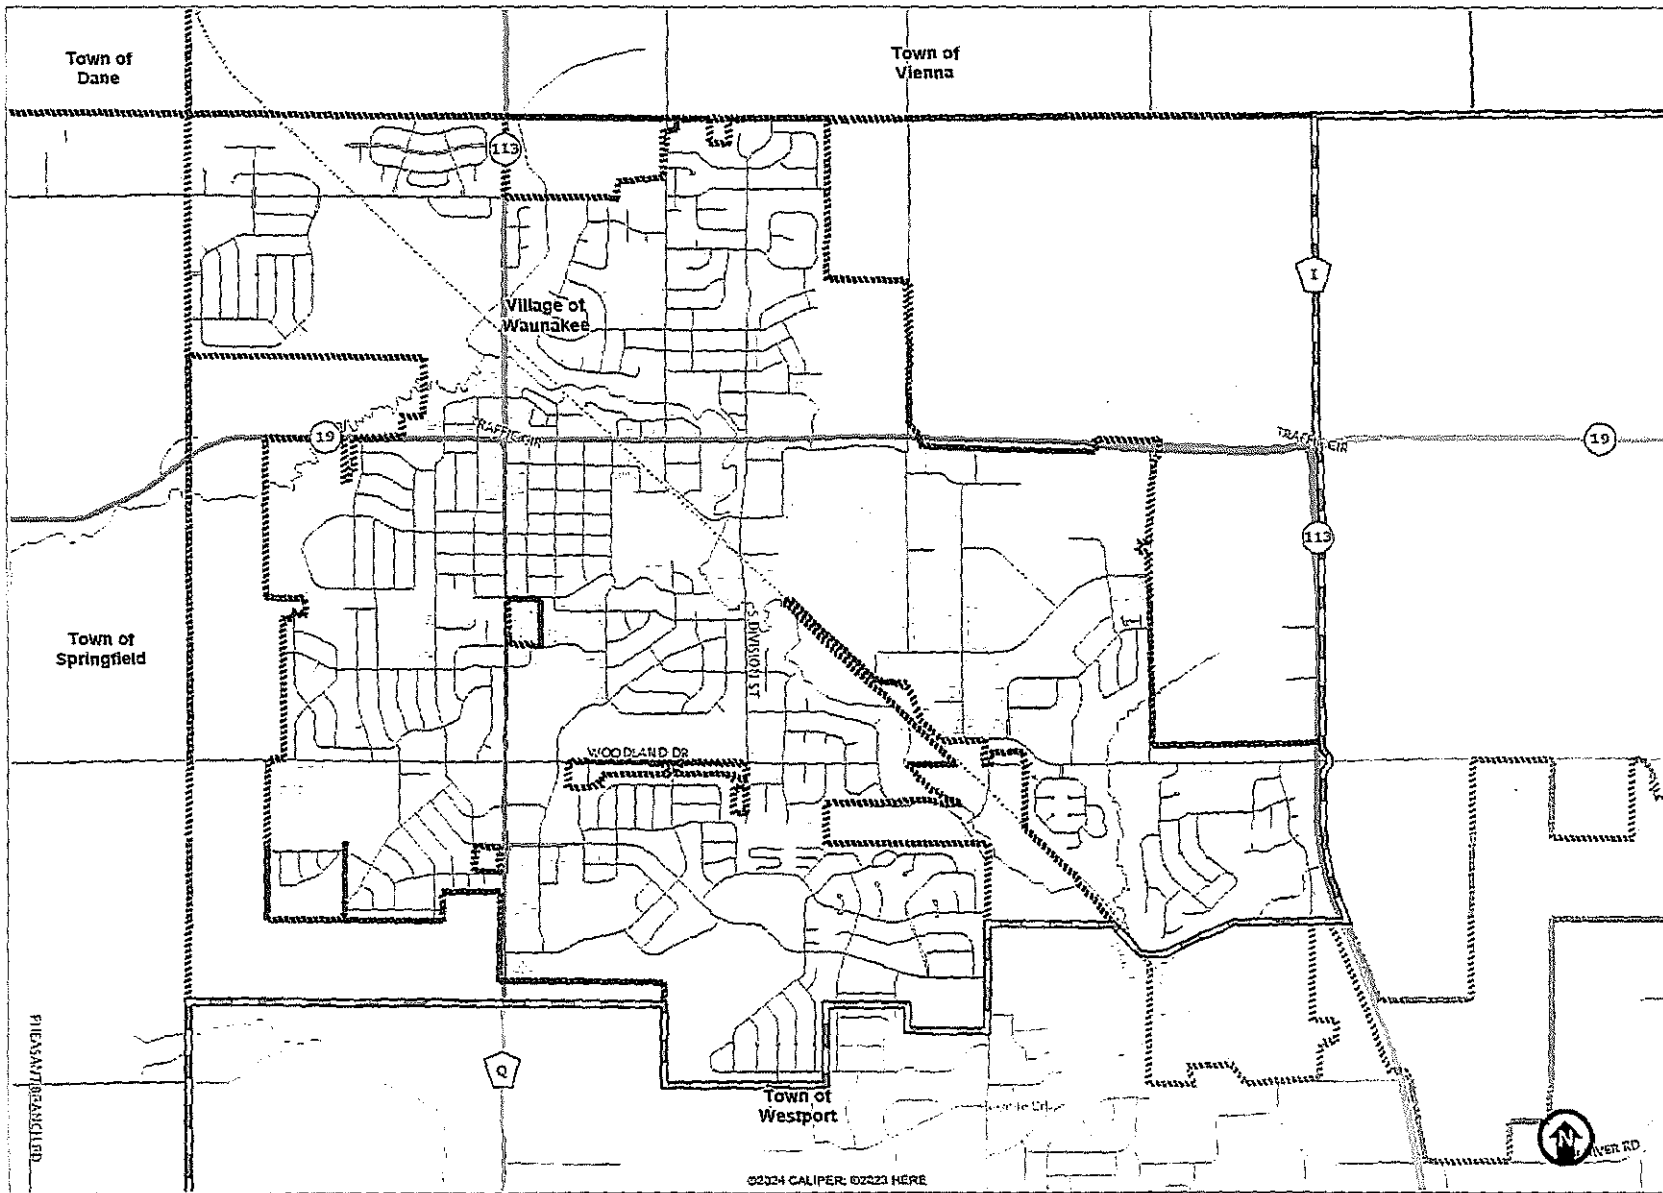 Town of
Dane
Town of
Vienna
113
I
Village of
Waunakee
19
TRAFFIC CIR
TRAFFIC CIR
19
113
Town of
Springfield
S DIVISION ST
WOODLAND DR
PHEASANT BRANCH RD
Q
Town of
Westport
N
RIVER RD
©2024 CALIPER; ©2023 HERE